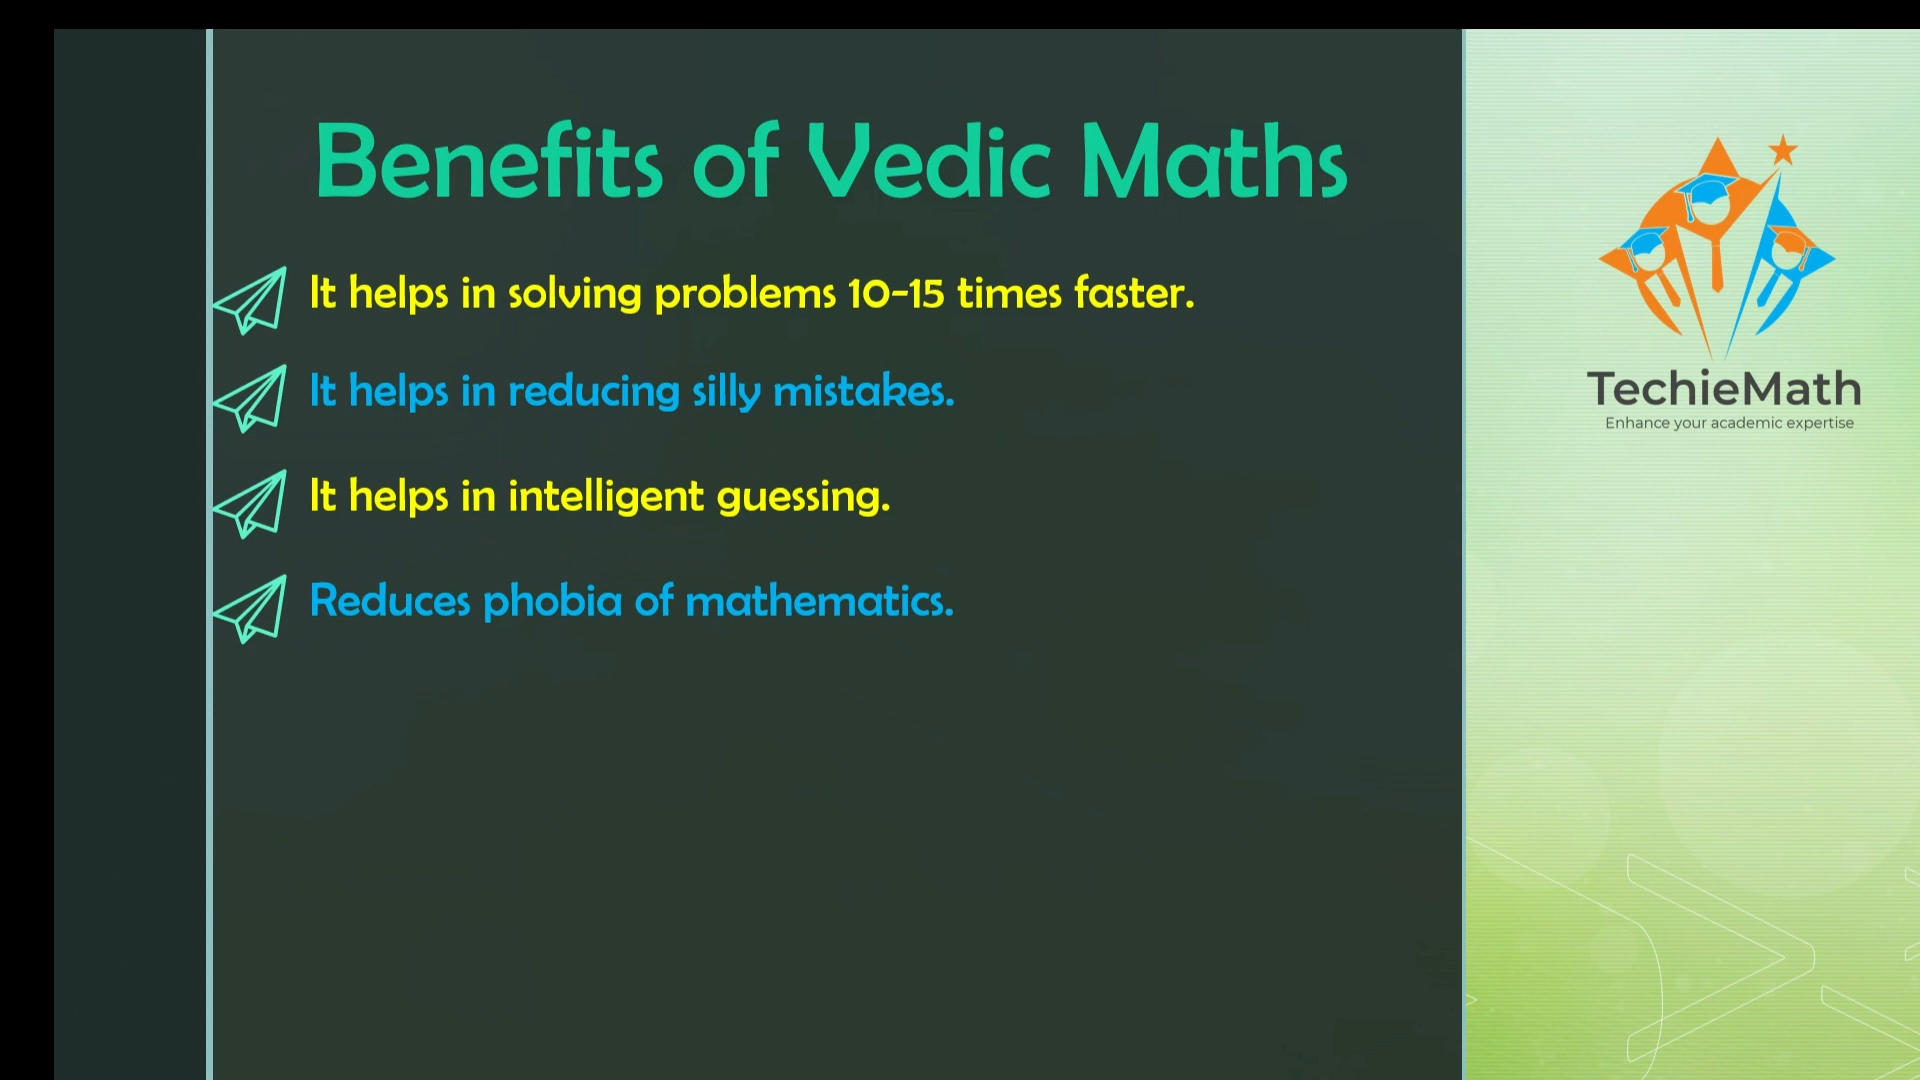 Benefits of Vedic Maths
It helps in solving problems 10-15 times faster.
It helps in reducing silly mistakes.
It helps in intelligent guessing.
Reduces phobia of mathematics.
TechieMath
Enhance your academic expertise